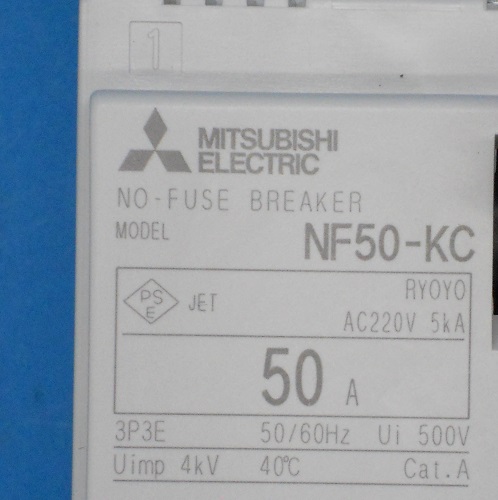 1
MITSUBISHI
ELECTRIC
NO-FUSE BREAKER
MODEL NF50-KC
PS
E JET RYOYO
AC220V 5kA
50 A
3P3E 50/60Hz Ui 500V
Uimp 4kV 40℃ Cat.A